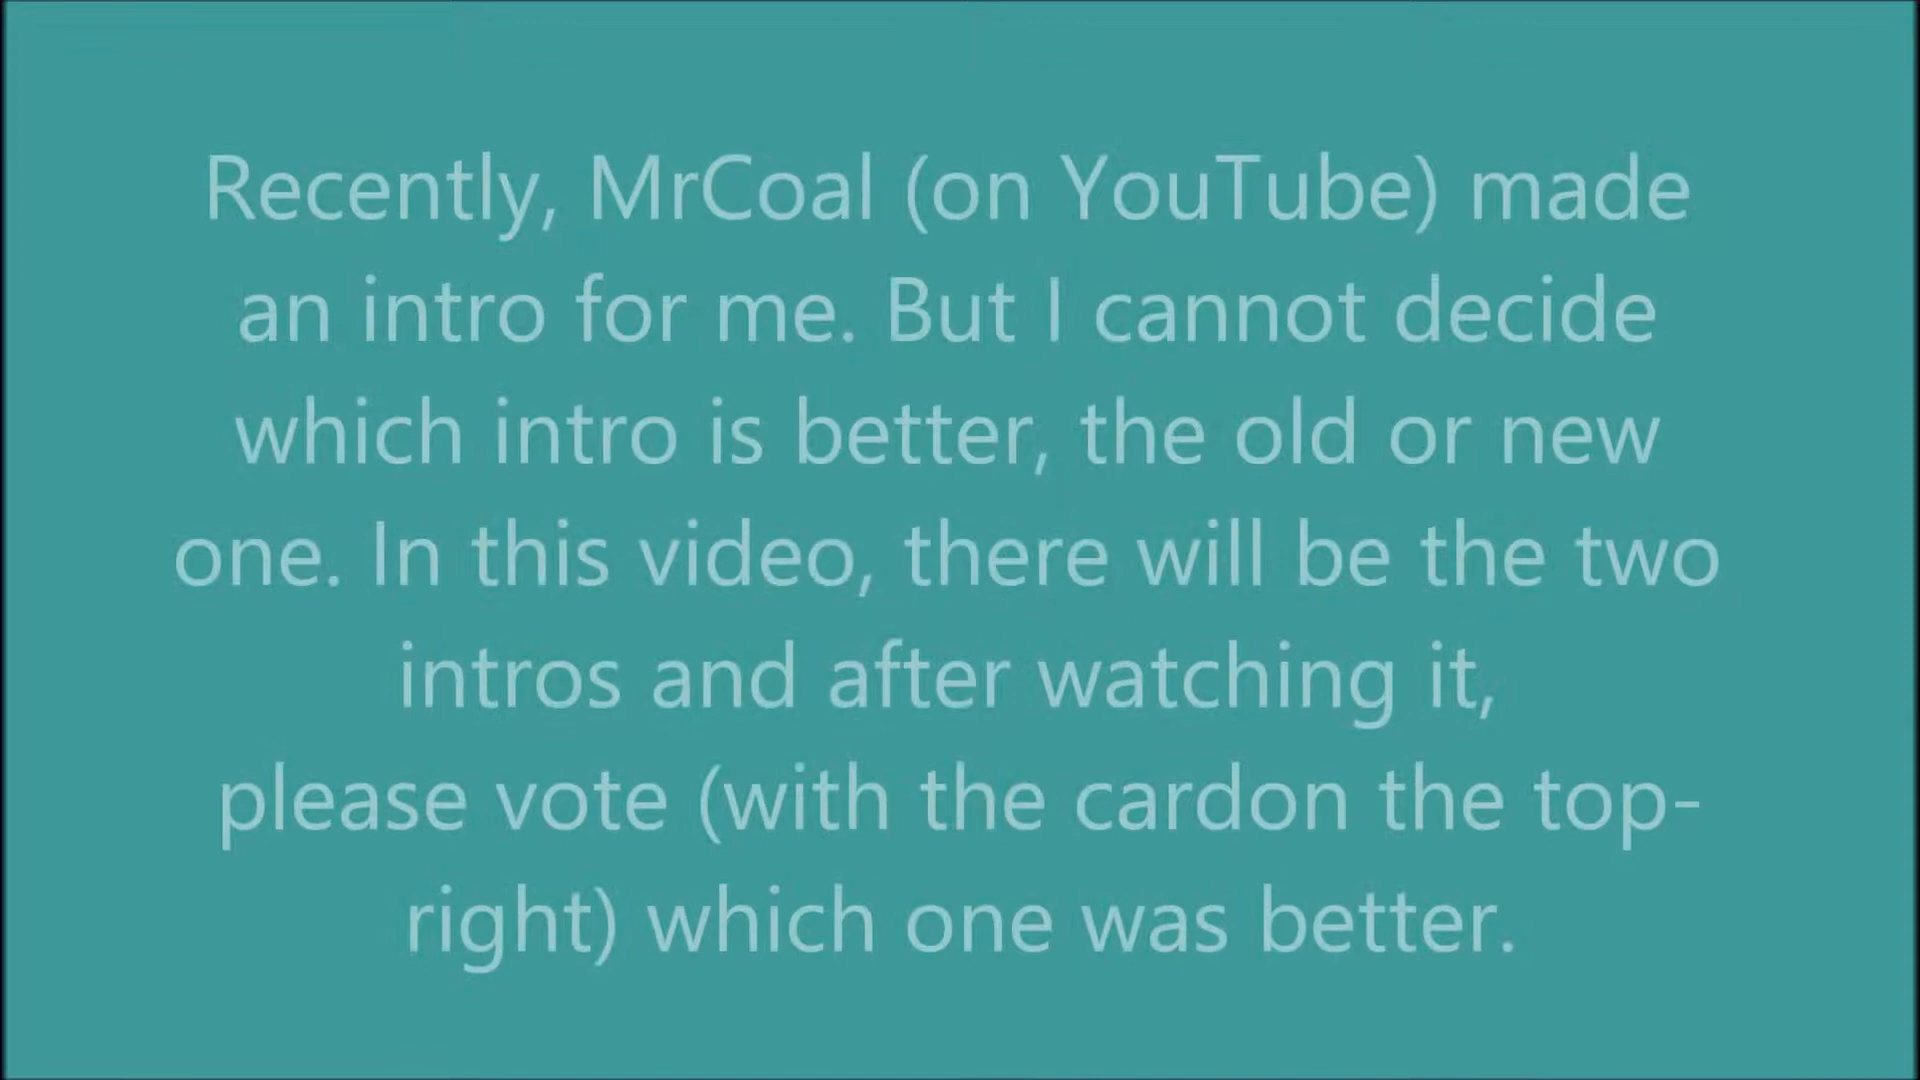 Recently, MrCoal (on YouTube) made
an intro for me. But I cannot decide
which intro is better, the old or new
one. In this video, there will be the two
intros and after watching it,
please vote (with the cardon the top-
right) which one was better.